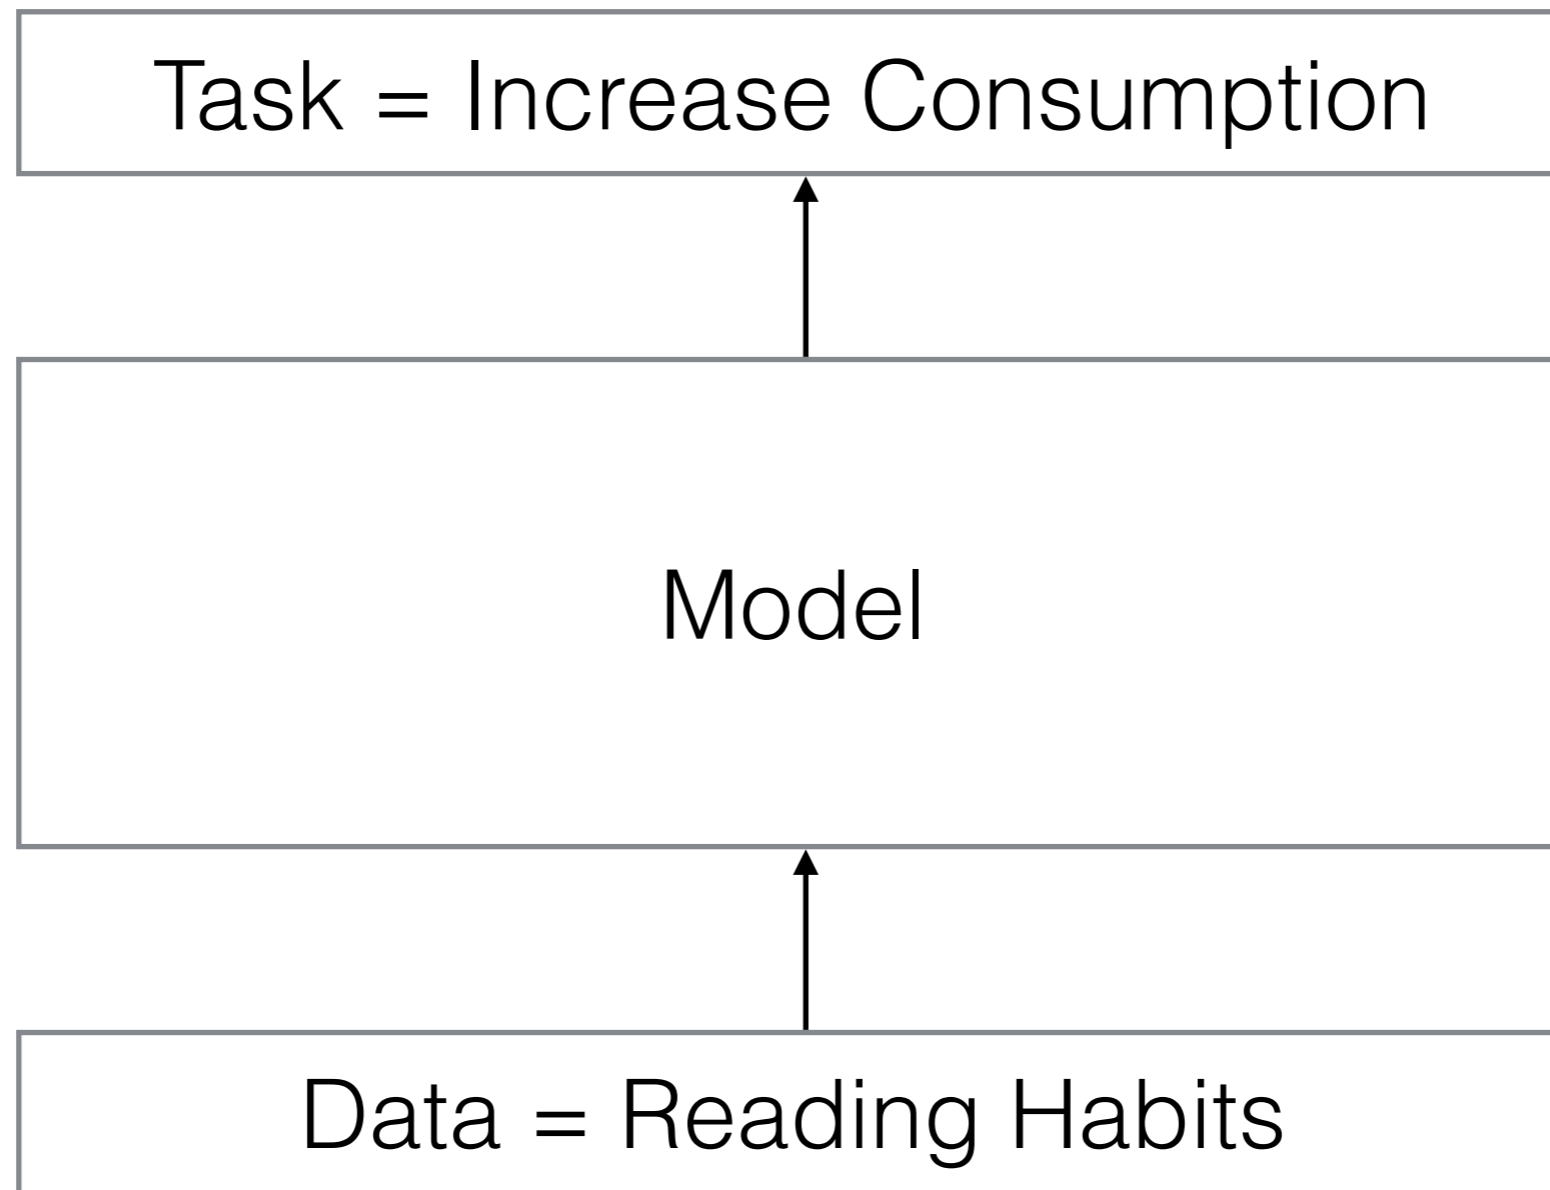 Task = Increase Consumption
Model
Data = Reading Habits